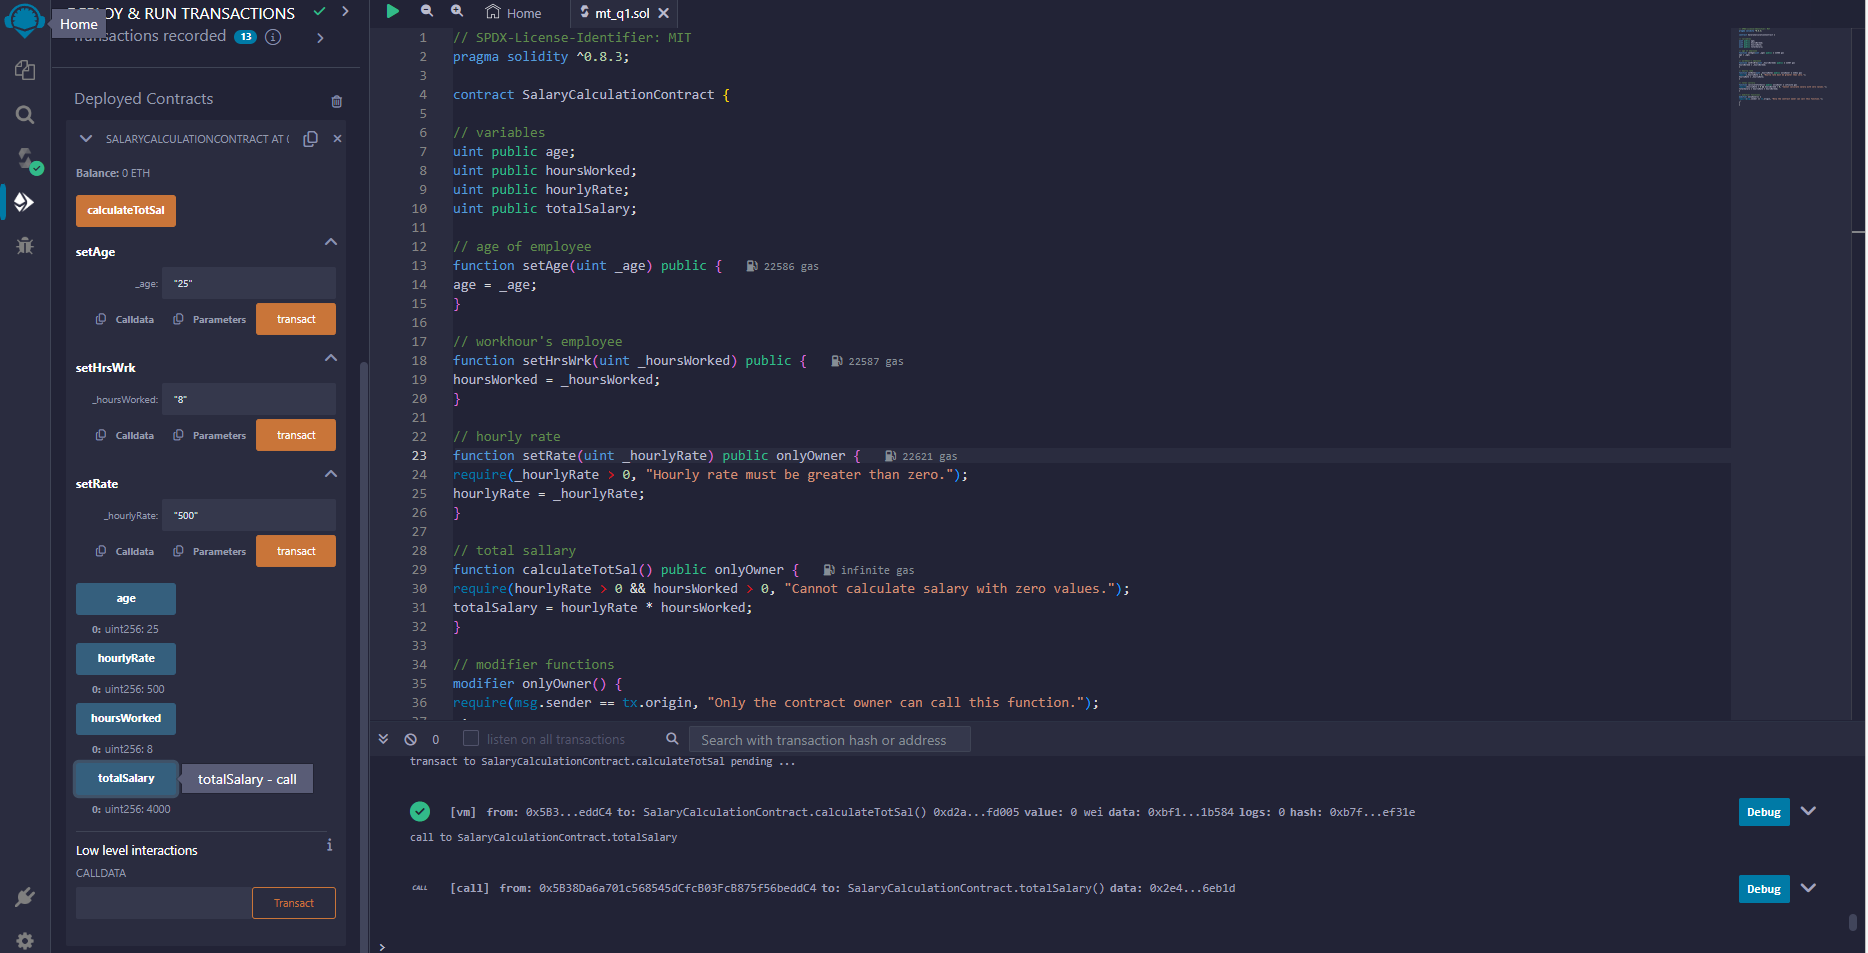 DEPLOY & RUN TRANSACTIONS
Home
Transactions recorded 13
Deployed Contracts
SALARYCALCULATIONCONTRACT AT
Balance: 0 ETH
calculateTotSal
setAge
_age: "25"
Calldata Parameters transact
setHrsWrk
_hoursWorked: "8"
Calldata Parameters transact
setRate
_hourlyRate: "500"
Calldata Parameters transact
age
0: uint256: 25
hourlyRate
0: uint256: 500
hoursWorked
0: uint256: 8
totalSalary
totalSalary - call
0: uint256: 4000
Low level interactions
CALLDATA
Transact
Home mt_q1.sol
1 // SPDX-License-Identifier: MIT
2 pragma solidity ^0.8.3;
3
4 contract SalaryCalculationContract {
5
6 // variables
7 uint public age;
8 uint public hoursWorked;
9 uint public hourlyRate;
10 uint public totalSalary;
11
12 // age of employee
13 function setAge(uint _age) public { 22586 gas
14 age = _age;
15 }
16
17 // workhour's employee
18 function setHrsWrk(uint _hoursWorked) public { 22587 gas
19 hoursWorked = _hoursWorked;
20 }
21
22 // hourly rate
23 function setRate(uint _hourlyRate) public onlyOwner { 22621 gas
24 require(_hourlyRate > 0, "Hourly rate must be greater than zero.");
25 hourlyRate = _hourlyRate;
26 }
27
28 // total sallary
29 function calculateTotSal() public onlyOwner { infinite gas
30 require(hourlyRate > 0 && hoursWorked > 0, "Cannot calculate salary with zero values.");
31 totalSalary = hourlyRate * hoursWorked;
32 }
33
34 // modifier functions
35 modifier onlyOwner() {
36 require(msg.sender == tx.origin, "Only the contract owner can call this function.");
0 listen on all transactions Search with transaction hash or address
transact to SalaryCalculationContract.calculateTotSal pending ...
[vm] from: 0x5B3...eddC4 to: SalaryCalculationContract.calculateTotSal() 0xd2a...fd005 value: 0 wei data: 0xbf1...1b584 logs: 0 hash: 0xb7f...ef31e Debug
call to SalaryCalculationContract.totalSalary
CALL [call] from: 0x5B38Da6a701c568545dCfcB03FcB875f56beddC4 to: SalaryCalculationContract.totalSalary() data: 0x2e4...6eb1d Debug
>